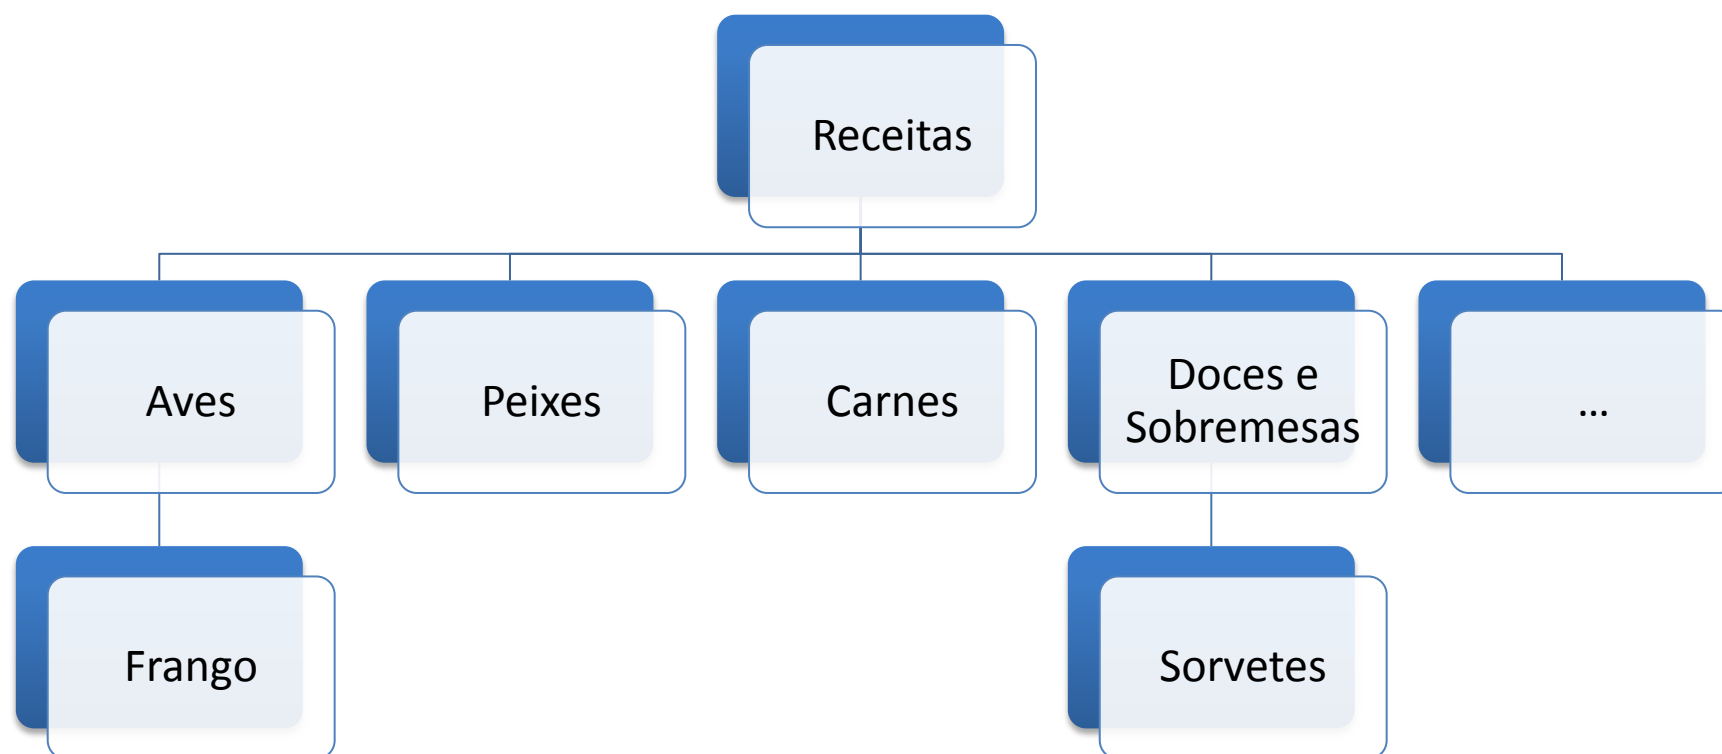 Receitas
Aves
Peixes
Carnes
Doces e
Sobremesas
...
Frango
Sorvetes